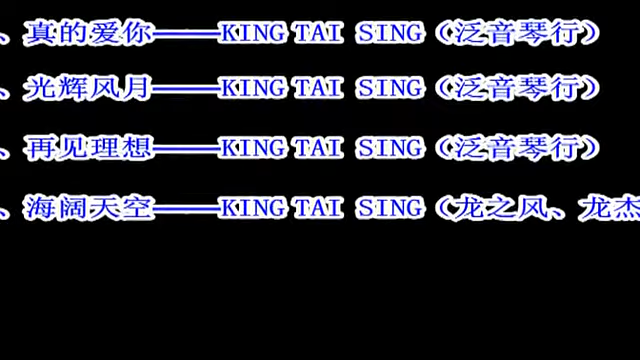 、真的爱你——KING TAI SING（泛音琴行）
、光辉风月——KING TAI SING（泛音琴行）
、再见理想——KING TAI SING（泛音琴行）
、海阔天空——KING TAI SING（龙之风、龙杰